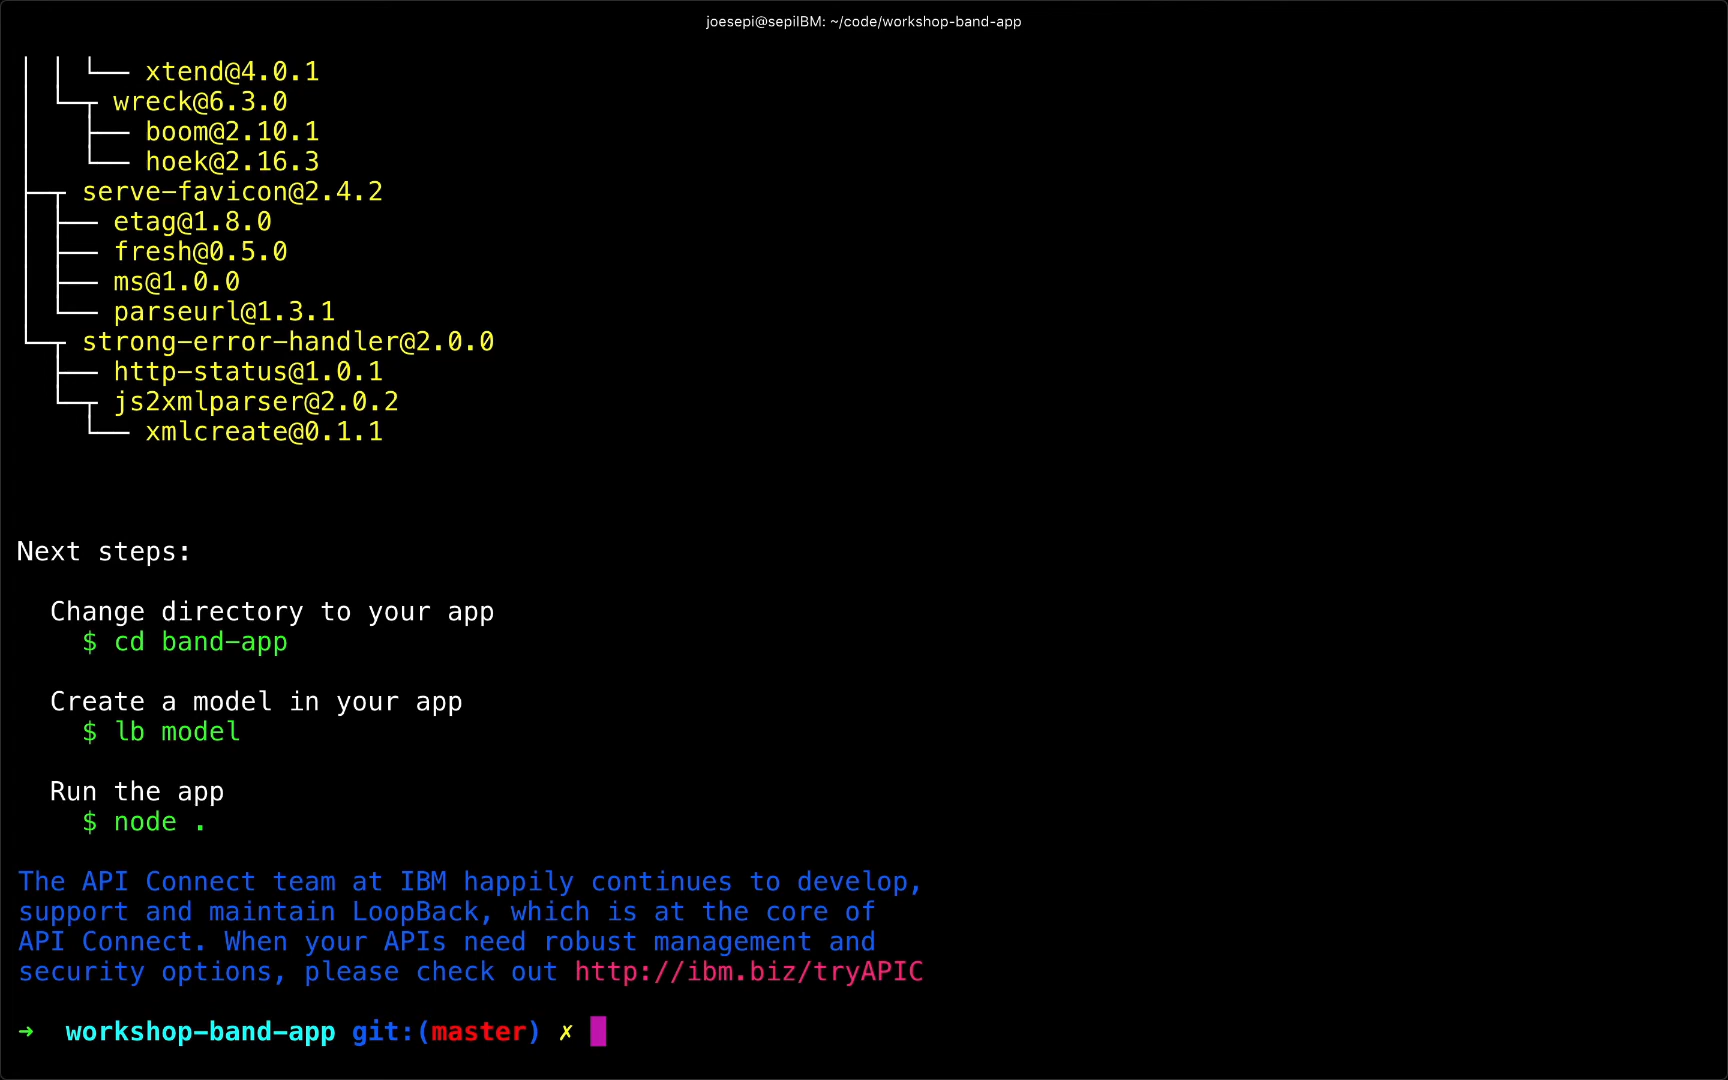 joesepi@sepiIBM: ~/code/workshop-band-app
│ │ └── xtend@4.0.1
│ └─┬ wreck@6.3.0
│   ├── boom@2.10.1
│   └── hoek@2.16.3
├─┬ serve-favicon@2.4.2
│ ├── etag@1.8.0
│ ├── fresh@0.5.0
│ ├── ms@1.0.0
│ └── parseurl@1.3.1
└─┬ strong-error-handler@2.0.0
  ├── http-status@1.0.1
  └─┬ js2xmlparser@2.0.2
    └── xmlcreate@0.1.1
Next steps:
Change directory to your app
$ cd band-app
Create a model in your app
$ lb model
Run the app
$ node .
The API Connect team at IBM happily continues to develop,
support and maintain LoopBack, which is at the core of
API Connect. When your APIs need robust management and
security options, please check out http://ibm.biz/tryAPIC
➜  workshop-band-app git:(master) ✗